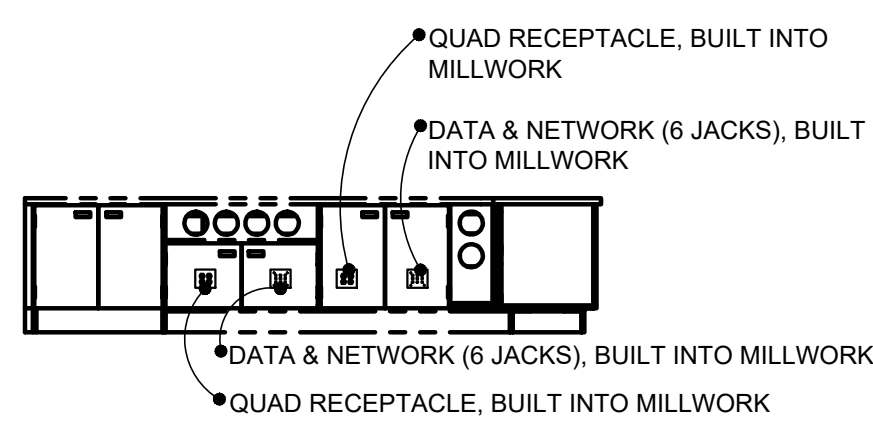 QUAD RECEPTACLE, BUILT INTO
MILLWORK
DATA & NETWORK (6 JACKS), BUILT
INTO MILLWORK
DATA & NETWORK (6 JACKS), BUILT INTO MILLWORK
QUAD RECEPTACLE, BUILT INTO MILLWORK